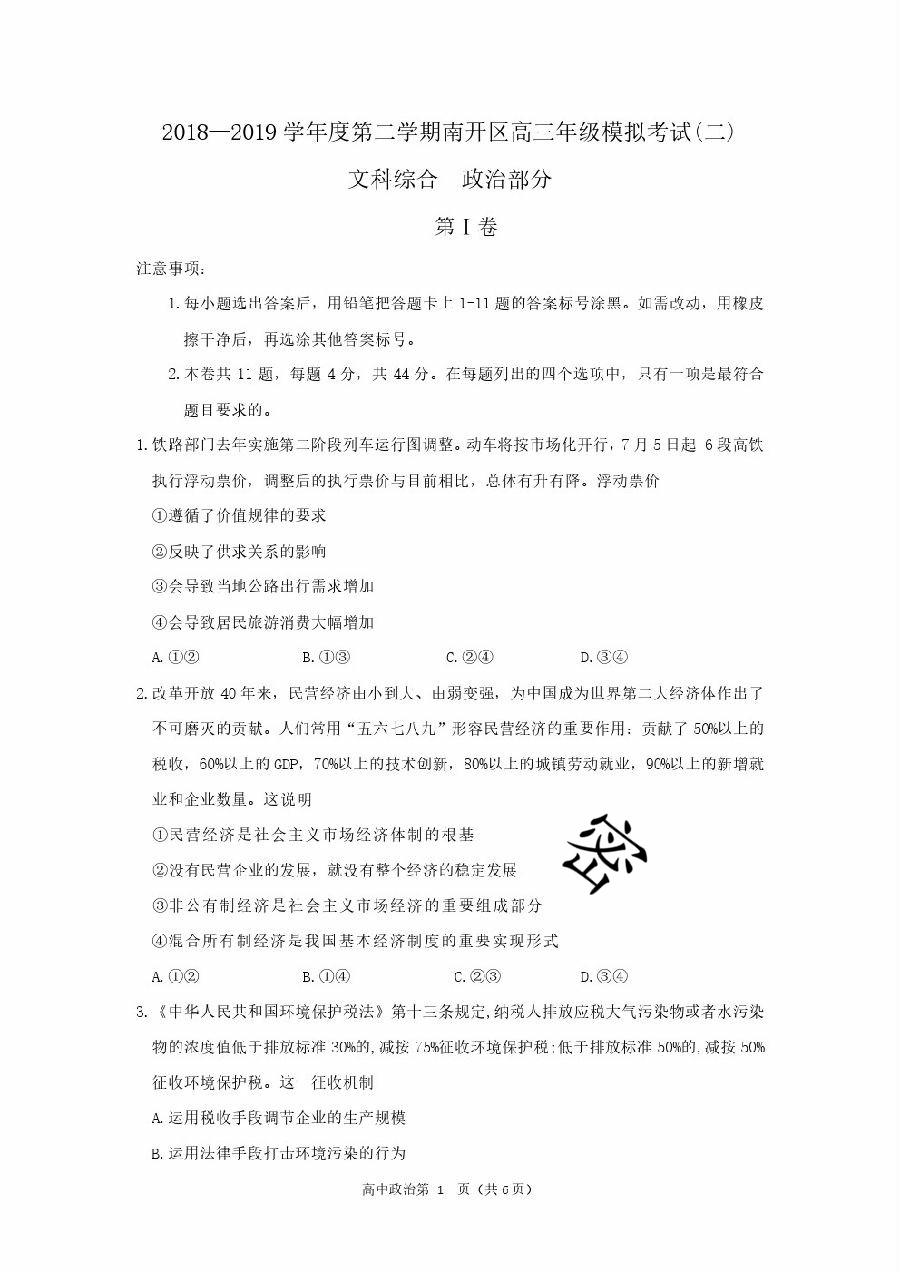 2018—2019 学年度第二学期南开区高三年级模拟考试(二)
文科综合 政治部分
第 I 卷
注意事项:
1. 每小题选出答案后, 用铅笔把答题卡上 1-11 题的答案标号涂黑。如需改动, 用橡皮
擦干净后, 再选涂其他答案标号。
2. 本卷共 11 题, 每题 4 分, 共 44 分。在每题列出的四个选项中, 只有一项是最符合
题目要求的。
1. 铁路部门去年实施第二阶段列车运行图调整。动车将按市场化开行, 7 月 5 日起 6 段高铁
执行浮动票价, 调整后的执行票价与目前相比, 总体有升有降。浮动票价
①遵循了价值规律的要求
②反映了供求关系的影响
③会导致当地公路出行需求增加
④会导致居民旅游消费大幅增加
A. ①② B. ①③ C. ②④ D. ③④
2. 改革开放 40 年来, 民营经济由小到大、由弱变强, 为中国成为世界第二大经济体作出了
不可磨灭的贡献。人们常用“五六七八九”形容民营经济的重要作用: 贡献了 50%以上的
税收, 60%以上的 GDP, 70%以上的技术创新, 80%以上的城镇劳动就业, 90%以上的新增就
业和企业数量。这说明
①民营经济是社会主义市场经济体制的根基
②没有民营企业的发展, 就没有整个经济的稳定发展
③非公有制经济是社会主义市场经济的重要组成部分
④混合所有制经济是我国基本经济制度的重要实现形式
A. ①② B. ①④ C. ②③ D. ③④
密
3. 《中华人民共和国环境保护税法》第十三条规定, 纳税人排放应税大气污染物或者水污染
物的浓度值低于排放标准 30%的, 减按 75%征收环境保护税; 低于排放标准 50%的, 减按 50%
征收环境保护税。这 征收机制
A. 运用税收手段调节企业的生产规模
B. 运用法律手段打击环境污染的行为
高中政治第 1 页 (共 6 页)